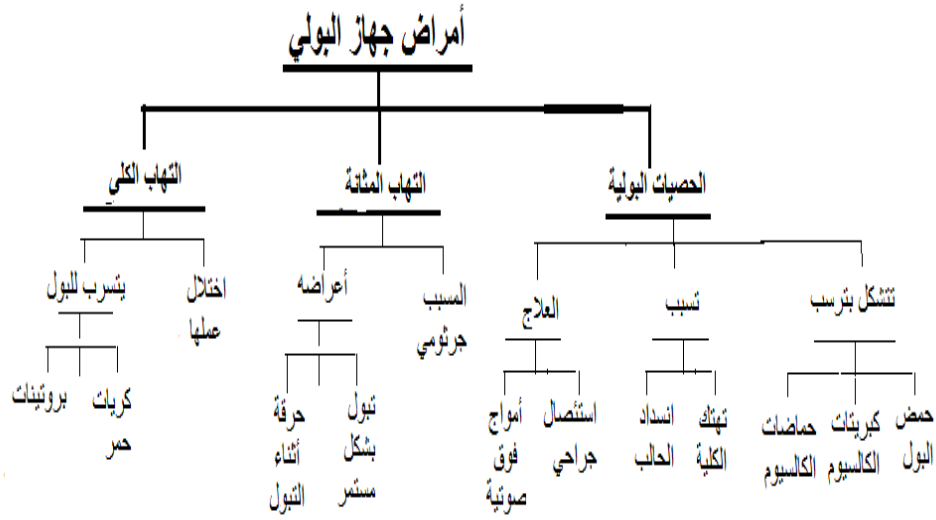 أمراض جهاز البولي
الحصيات البولية
التهاب المثانة
التهاب الكلي
تتشكل بترسب
تسبب
العلاج
المسبب
جرثومي
أعراضه
اختلال
عملها
يتسرب للبول
حمض
البول
كبريتات
الكالسيوم
حماضات
الكالسيوم
تهتك
الكلية
انسداد
الحالب
استئصال
جراحي
أمواج
فوق
صوتية
تبول
بشكل
مستمر
حرقة
أثناء
التبول
كريات
حمر
بروتينات